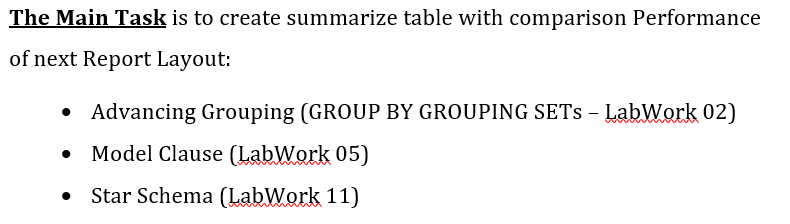 The Main Task is to create summarize table with comparison Performance
of next Report Layout:
• Advancing Grouping (GROUP BY GROUPING SETs – LabWork 02)
• Model Clause (LabWork 05)
• Star Schema (LabWork 11)